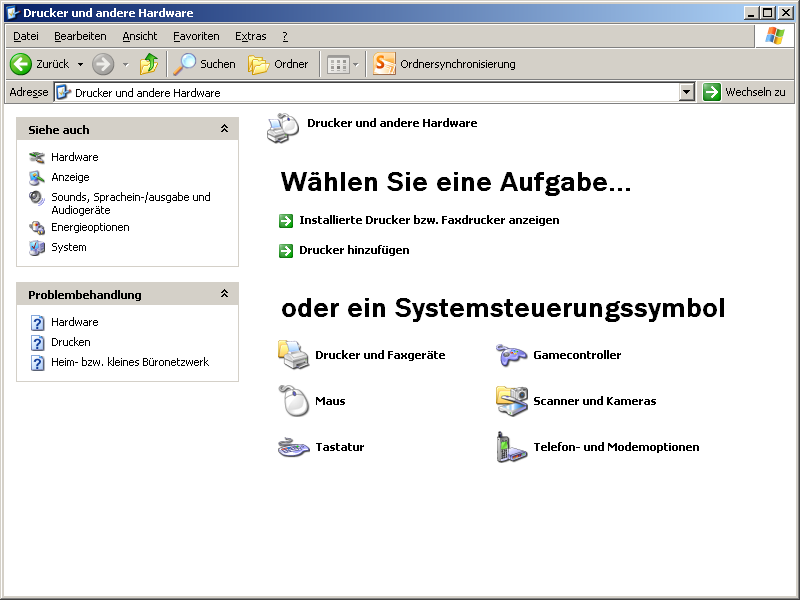 Drucker und andere Hardware
Datei Bearbeiten Ansicht Favoriten Extras ?
Zurück Suchen Ordner Ordnersynchronisierung
Adresse Drucker und andere Hardware Wechseln zu
Siehe auch
Hardware
Anzeige
Sounds, Sprachein-/ausgabe und
Audiogeräte
Energieoptionen
System
Problembehandlung
Hardware
Drucken
Heim- bzw. kleines Büronetzwerk
Drucker und andere Hardware
Wählen Sie eine Aufgabe...
Installierte Drucker bzw. Faxdrucker anzeigen
Drucker hinzufügen
oder ein Systemsteuerungssymbol
Drucker und Faxgeräte Gamecontroller
Maus Scanner und Kameras
Tastatur Telefon- und Modemoptionen